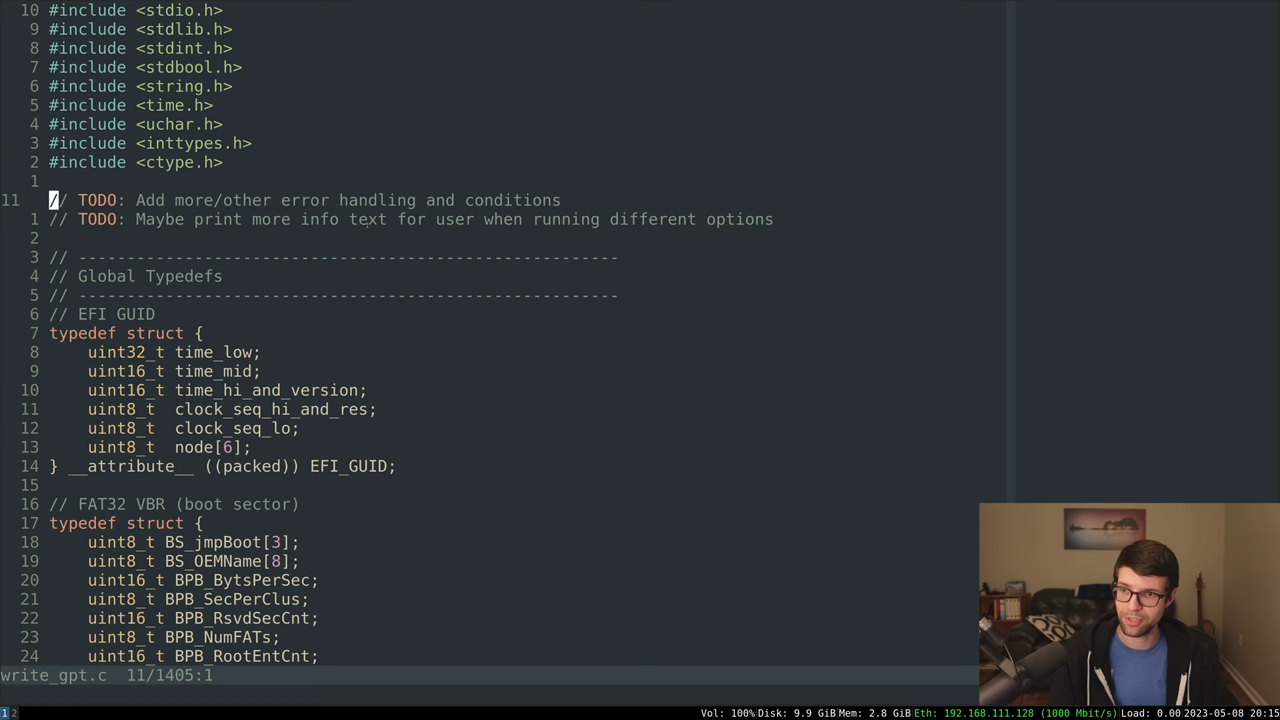 10 #include <stdio.h>
9 #include <stdlib.h>
8 #include <stdint.h>
7 #include <stdbool.h>
6 #include <string.h>
5 #include <time.h>
4 #include <uchar.h>
3 #include <inttypes.h>
2 #include <ctype.h>
1
11 // TODO: Add more/other error handling and conditions
1 // TODO: Maybe print more info text for user when running different options
2
3 // --------------------------------------------------------
4 // Global Typedefs
5 // --------------------------------------------------------
6 // EFI GUID
7 typedef struct {
8 uint32_t time_low;
9 uint16_t time_mid;
10 uint16_t time_hi_and_version;
11 uint8_t clock_seq_hi_and_res;
12 uint8_t clock_seq_lo;
13 uint8_t node[6];
14 } __attribute__ ((packed)) EFI_GUID;
15
16 // FAT32 VBR (boot sector)
17 typedef struct {
18 uint8_t BS_jmpBoot[3];
19 uint8_t BS_OEMName[8];
20 uint16_t BPB_BytsPerSec;
21 uint8_t BPB_SecPerClus;
22 uint16_t BPB_RsvdSecCnt;
23 uint8_t BPB_NumFATs;
24 uint16_t BPB_RootEntCnt;
write_gpt.c 11/1405:1
1 2 Vol: 100% Disk: 9.9 GiB Mem: 2.8 GiB Eth: 192.168.111.128 (1000 Mbit/s) Load: 0.00 2023-05-08 20:15